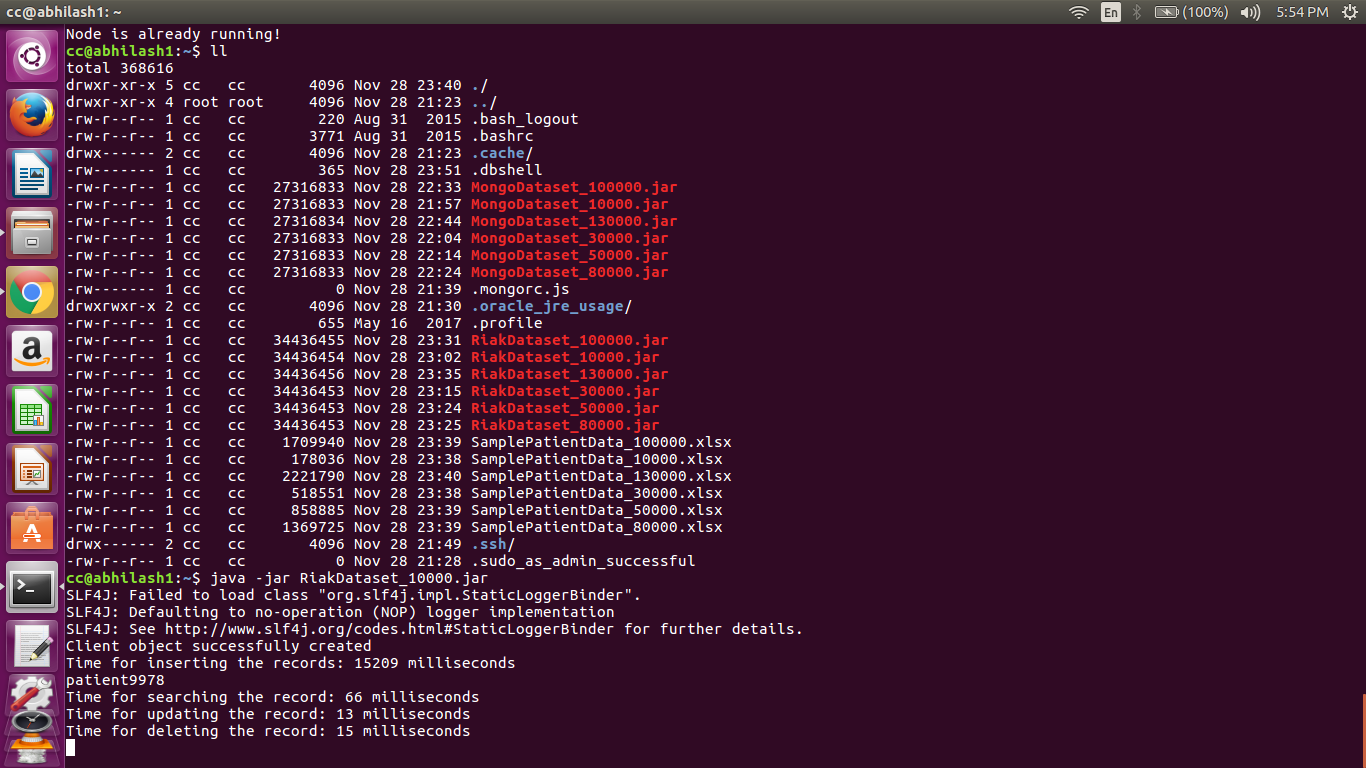 cc@abhilash1: ~
En
(100%)
5:54 PM
Node is already running!
cc@abhilash1:~$ ll
total 368616
drwxr-xr-x 5 cc   cc       4096 Nov 28 23:40 ./
drwxr-xr-x 4 root root     4096 Nov 28 21:23 ../
-rw-r--r-- 1 cc   cc        220 Aug 31  2015 .bash_logout
-rw-r--r-- 1 cc   cc       3771 Aug 31  2015 .bashrc
drwx------ 2 cc   cc       4096 Nov 28 21:23 .cache/
-rw------- 1 cc   cc        365 Nov 28 23:51 .dbshell
-rw-r--r-- 1 cc   cc   27316833 Nov 28 22:33 MongoDataset_100000.jar
-rw-r--r-- 1 cc   cc   27316833 Nov 28 21:57 MongoDataset_10000.jar
-rw-r--r-- 1 cc   cc   27316834 Nov 28 22:44 MongoDataset_130000.jar
-rw-r--r-- 1 cc   cc   27316833 Nov 28 22:04 MongoDataset_30000.jar
-rw-r--r-- 1 cc   cc   27316833 Nov 28 22:14 MongoDataset_50000.jar
-rw-r--r-- 1 cc   cc   27316833 Nov 28 22:24 MongoDataset_80000.jar
-rw------- 1 cc   cc          0 Nov 28 21:39 .mongorc.js
drwxrwxr-x 2 cc   cc       4096 Nov 28 21:30 .oracle_jre_usage/
-rw-r--r-- 1 cc   cc        655 May 16  2017 .profile
-rw-r--r-- 1 cc   cc   34436455 Nov 28 23:31 RiakDataset_100000.jar
-rw-r--r-- 1 cc   cc   34436454 Nov 28 23:02 RiakDataset_10000.jar
-rw-r--r-- 1 cc   cc   34436456 Nov 28 23:35 RiakDataset_130000.jar
-rw-r--r-- 1 cc   cc   34436453 Nov 28 23:15 RiakDataset_30000.jar
-rw-r--r-- 1 cc   cc   34436453 Nov 28 23:24 RiakDataset_50000.jar
-rw-r--r-- 1 cc   cc   34436453 Nov 28 23:25 RiakDataset_80000.jar
-rw-r--r-- 1 cc   cc    1709940 Nov 28 23:39 SamplePatientData_100000.xlsx
-rw-r--r-- 1 cc   cc     178036 Nov 28 23:38 SamplePatientData_10000.xlsx
-rw-r--r-- 1 cc   cc    2221790 Nov 28 23:40 SamplePatientData_130000.xlsx
-rw-r--r-- 1 cc   cc     518551 Nov 28 23:38 SamplePatientData_30000.xlsx
-rw-r--r-- 1 cc   cc     858885 Nov 28 23:39 SamplePatientData_50000.xlsx
-rw-r--r-- 1 cc   cc    1369725 Nov 28 23:39 SamplePatientData_80000.xlsx
drwx------ 2 cc   cc       4096 Nov 28 21:49 .ssh/
-rw-r--r-- 1 cc   cc          0 Nov 28 21:28 .sudo_as_admin_successful
cc@abhilash1:~$ java -jar RiakDataset_10000.jar
SLF4J: Failed to load class "org.slf4j.impl.StaticLoggerBinder".
SLF4J: Defaulting to no-operation (NOP) logger implementation
SLF4J: See http://www.slf4j.org/codes.html#StaticLoggerBinder for further details.
Client object successfully created
Time for inserting the records: 15209 milliseconds
patient9978
Time for searching the record: 66 milliseconds
Time for updating the record: 13 milliseconds
Time for deleting the record: 15 milliseconds